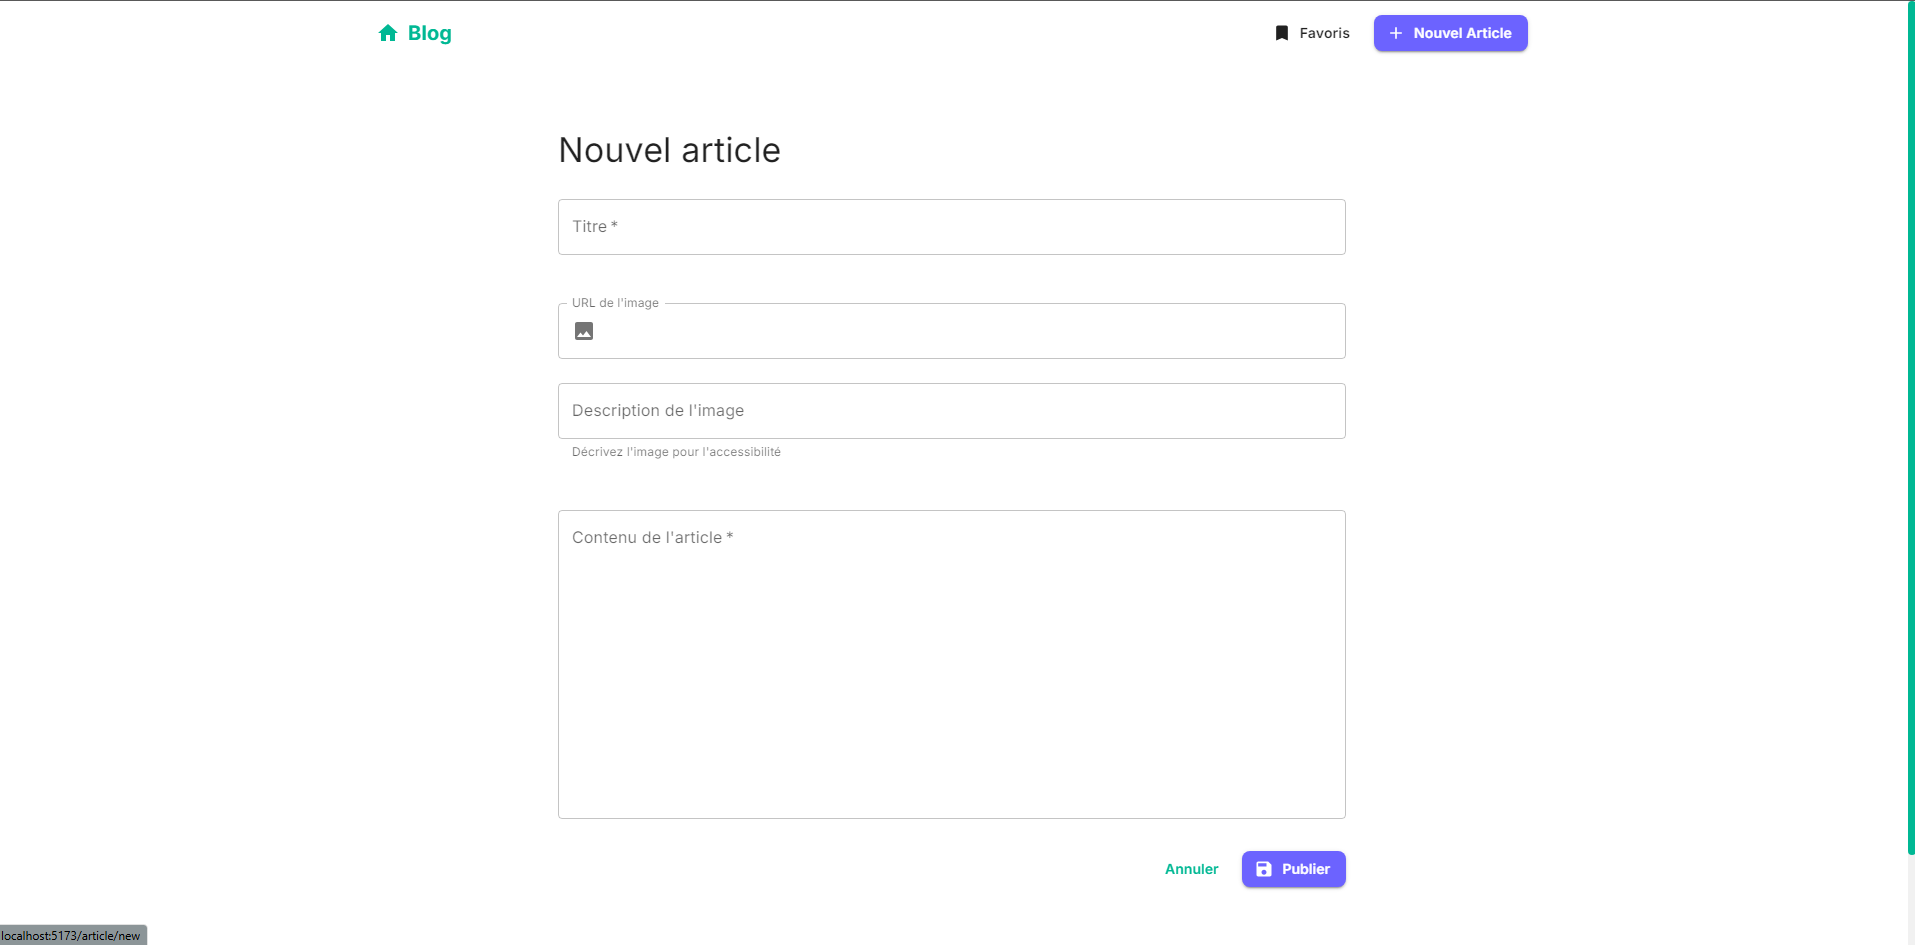 Blog
Favoris
Nouvel Article
Nouvel article
Titre *
URL de l'image
Description de l'image
Décrivez l'image pour l'accessibilité
Contenu de l'article *
Annuler
Publier
localhost:5173/article/new